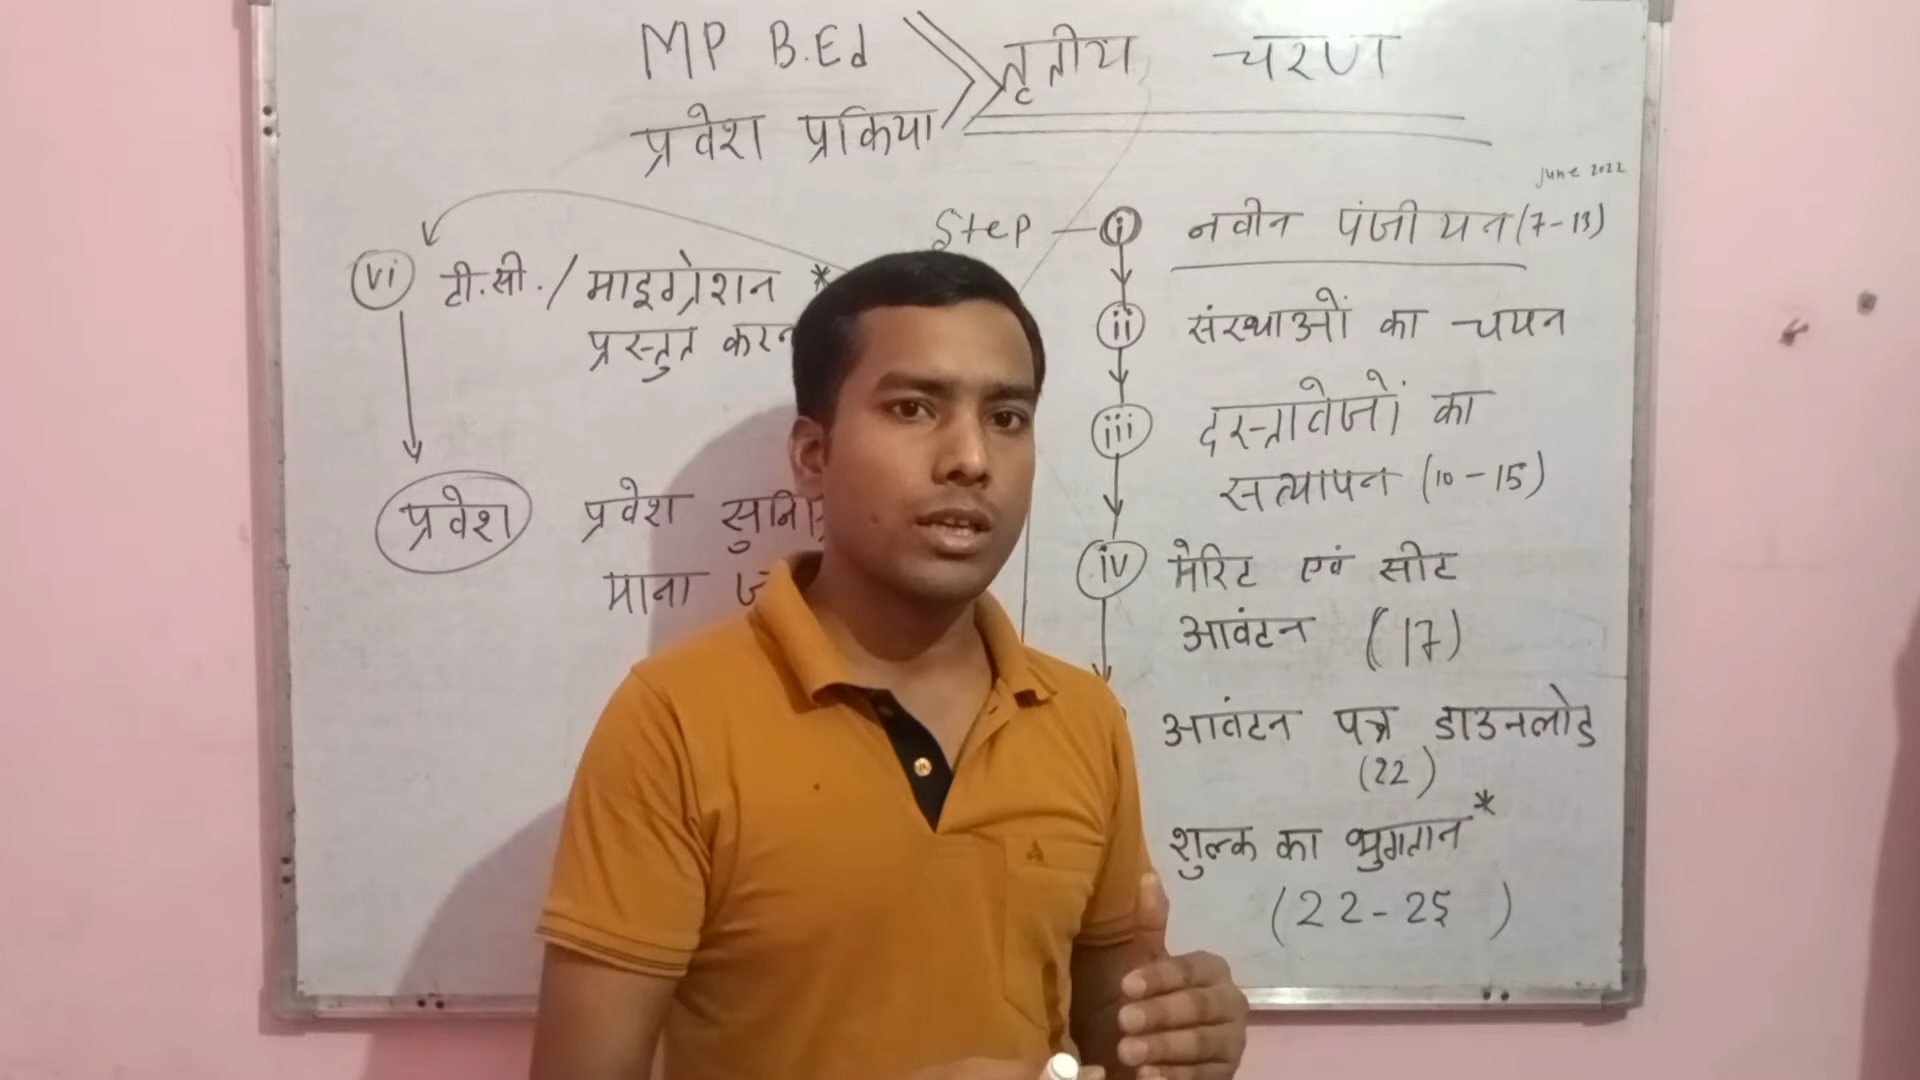 MP B.Ed
प्रवेश प्रक्रिया
तृतीय चरण
june 2022
Step
i नवीन पंजीयन (7-13)
ii संस्थाओं का चयन
iii दस्तावेजों का
सत्यापन (10-15)
iv मेरिट एवं सीट
आवंटन (17)
आवंटन पत्र डाउनलोड
(22)
शुल्क का भुगतान *
(22-25)
vi टी.सी./माइग्रेशन *
प्रस्तुत
प्रवेश प्रवेश
माना